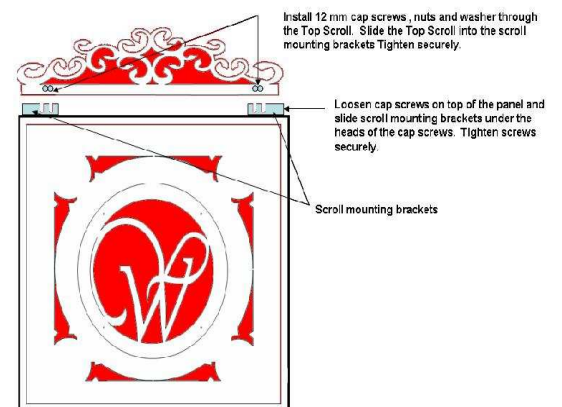 Install 12 mm cap screws , nuts and washer through
the Top Scroll.  Slide the Top Scroll into the scroll
mounting brackets Tighten securely.
Loosen cap screws on top of the panel and
slide scroll mounting brackets under the
heads of the cap screws.  Tighten screws
securely.
Scroll mounting brackets
W